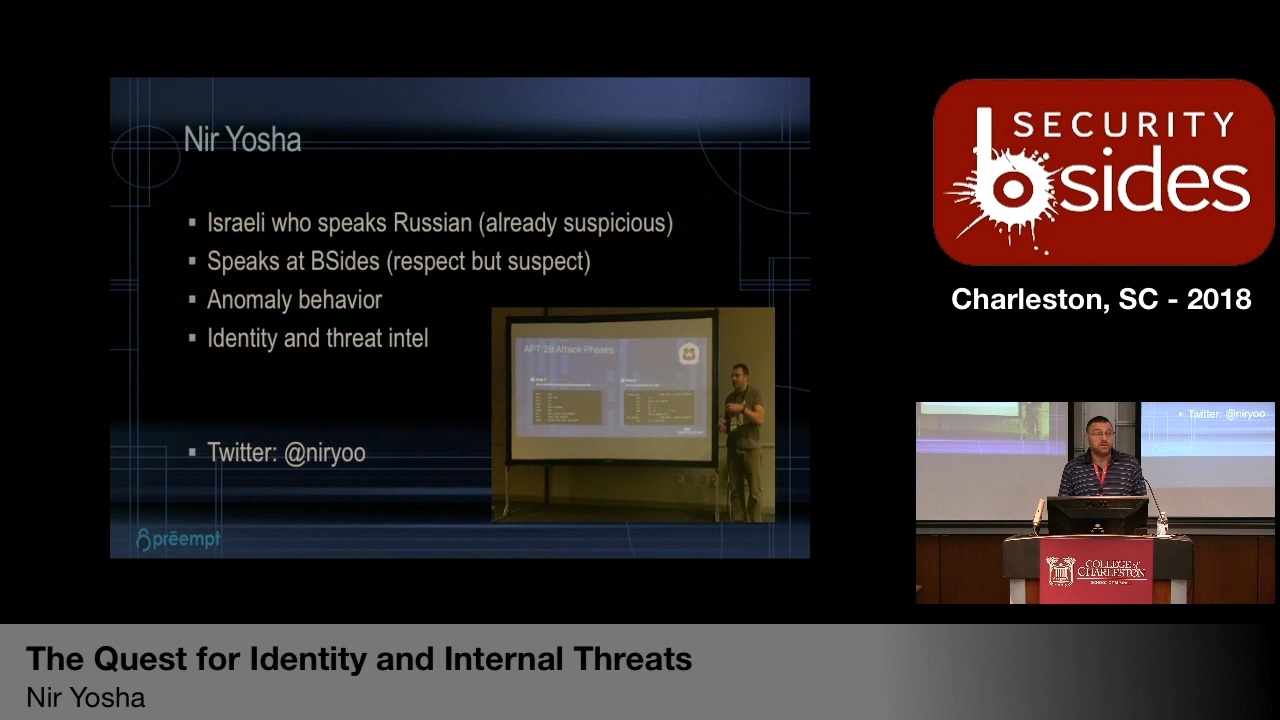 Nir Yosha
▪ Israeli who speaks Russian (already suspicious)
▪ Speaks at BSides (respect but suspect)
▪ Anomaly behavior
▪ Identity and threat intel
APT 28 Attack Phases
▪ Twitter: @niryoo
prēempt
SECURITY
bsides
Charleston, SC - 2018
▪ Twitter: @niryoo
COLLEGE of
CHARLESTON
The Quest for Identity and Internal Threats
Nir Yosha